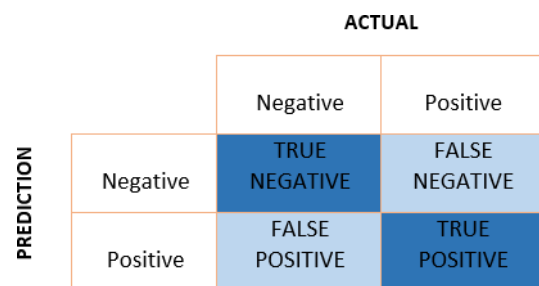 ACTUAL
Negative Positive
PREDICTION
Negative
TRUE
NEGATIVE
FALSE
NEGATIVE
Positive
FALSE
POSITIVE
TRUE
POSITIVE